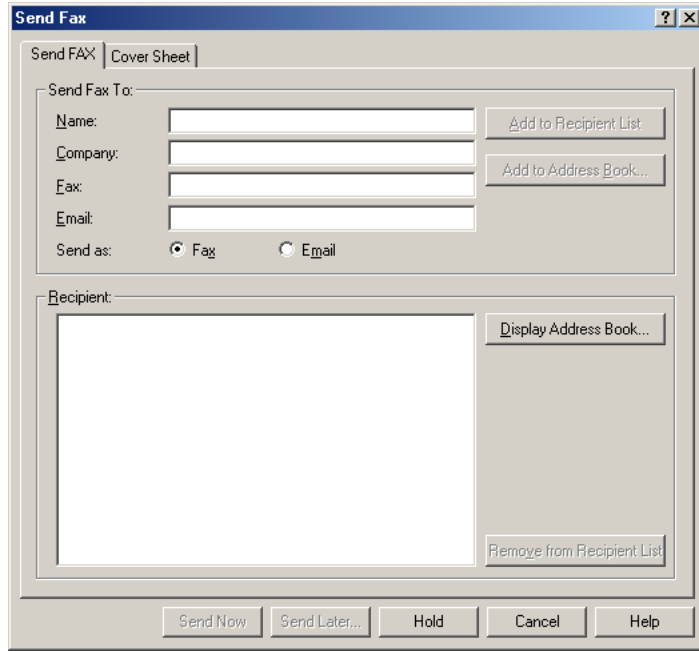 Send Fax
Send FAX Cover Sheet
Send Fax To:
Name: Add to Recipient List
Company:
Add to Address Book...
Fax:
Email:
Send as: Fax Email
Recipient:
Display Address Book...
Remove from Recipient List
Send Now Send Later... Hold Cancel Help